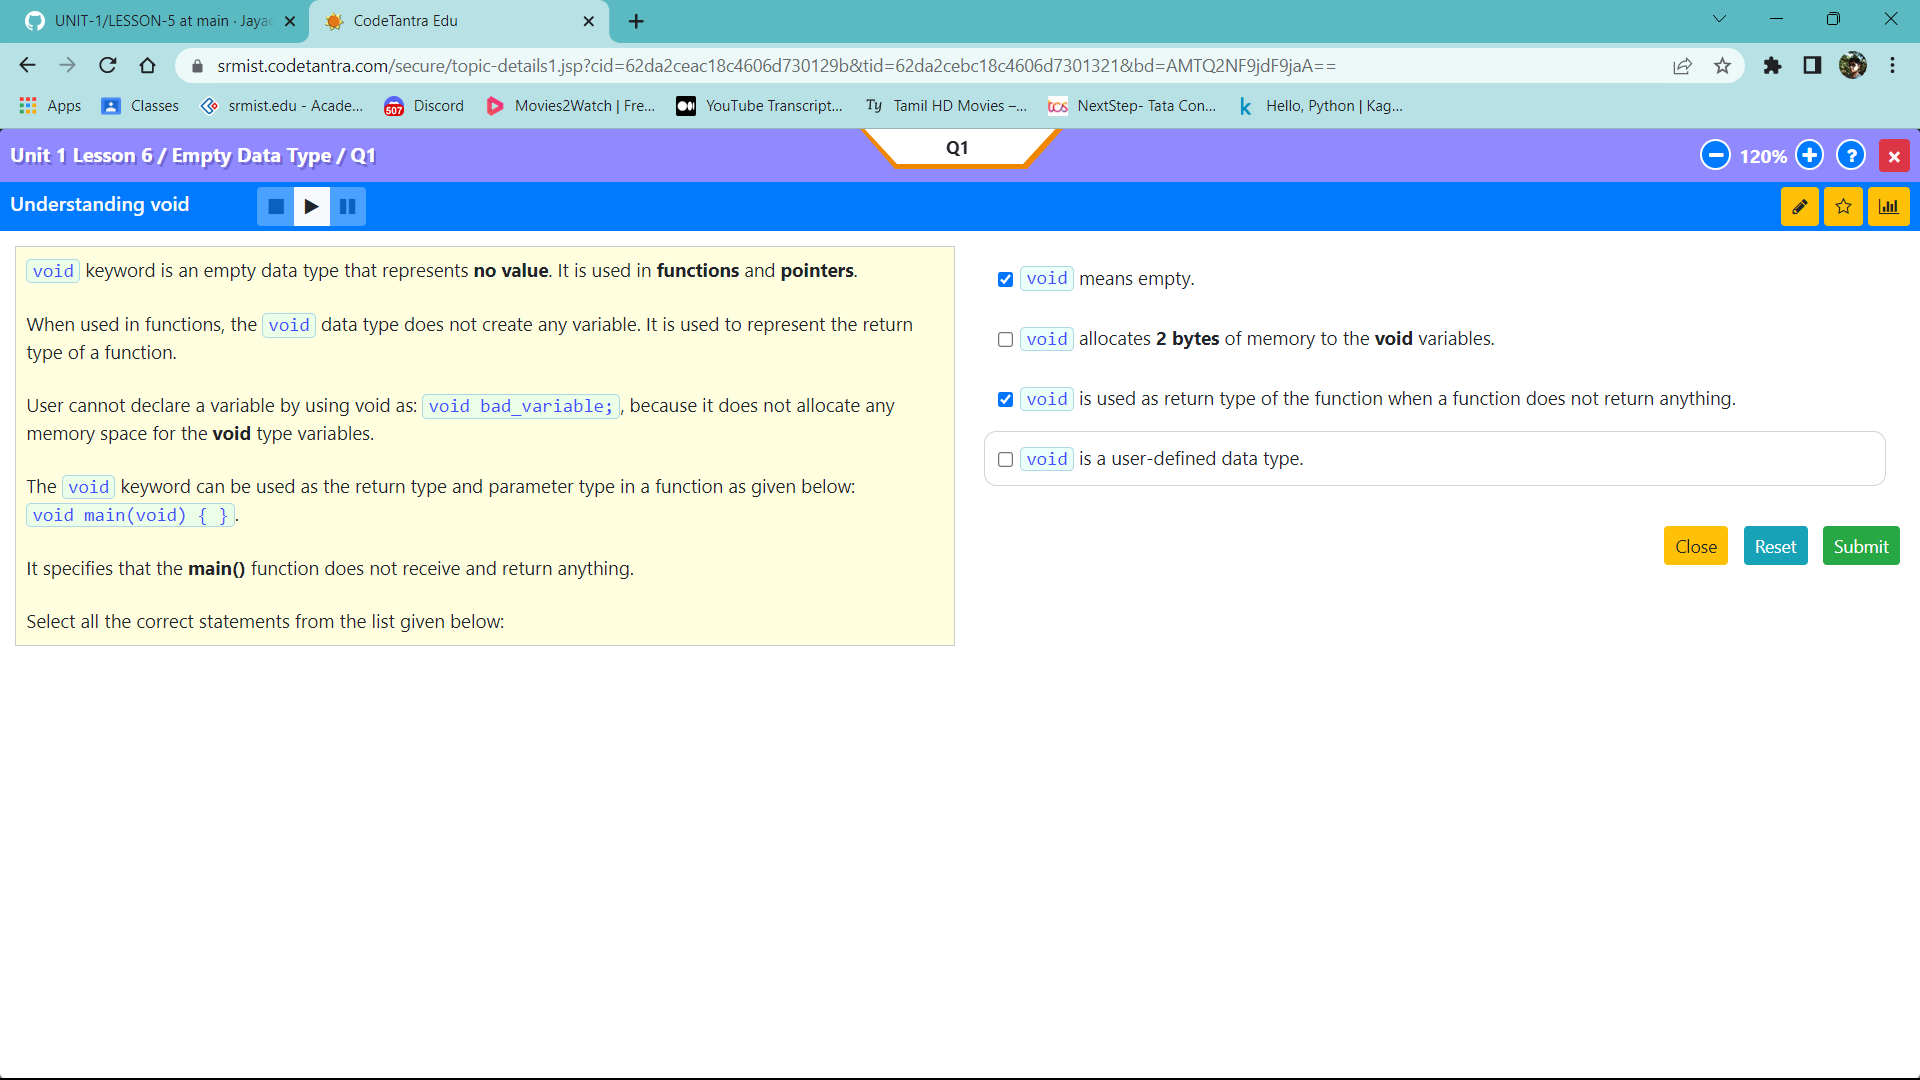 UNIT-1/LESSON-5 at main · Jaya
CodeTantra Edu
srmist.codetantra.com/secure/topic-details1.jsp?cid=62da2ceac18c4606d730129b&tid=62da2cebc18c4606d7301321&bd=AMTQ2NF9jdF9jaA==
Apps Classes srmist.edu - Acade... 507 Discord Movies2Watch | Fre... YouTube Transcript... Ty Tamil HD Movies –... tcs NextStep- Tata Con... k Hello, Python | Kag...
Unit 1 Lesson 6 / Empty Data Type / Q1
Q1
120%
?
Understanding void
void keyword is an empty data type that represents no value. It is used in functions and pointers.
When used in functions, the void data type does not create any variable. It is used to represent the return
type of a function.
User cannot declare a variable by using void as: void bad_variable;, because it does not allocate any
memory space for the void type variables.
The void keyword can be used as the return type and parameter type in a function as given below:
void main(void) { }.
It specifies that the main() function does not receive and return anything.
Select all the correct statements from the list given below:
void means empty.
void allocates 2 bytes of memory to the void variables.
void is used as return type of the function when a function does not return anything.
void is a user-defined data type.
Close Reset Submit